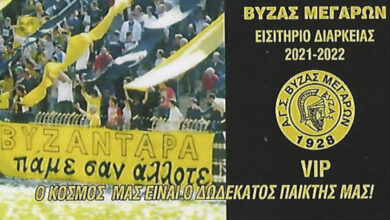 ΒΥΖΑΣ ΜΕΓΑΡΩΝ
ΕΙΣΙΤΗΡΙΟ ΔΙΑΡΚΕΙΑΣ
2021-2022
Α.Γ.Σ. ΒΥΖΑΣ ΜΕΓΑΡΩΝ
ΒΥΖΑΣ
1928
VIP
ΒΥΖΑΝΤΑΡΑ
ΠΑΜΕ ΣΑΝ ΑΛΛΟΤΕ
Ο ΚΟΣΜΟΣ ΜΑΣ ΕΙΝΑΙ Ο ΔΩΔΕΚΑΤΟΣ ΠΑΙΚΤΗΣ ΜΑΣ!